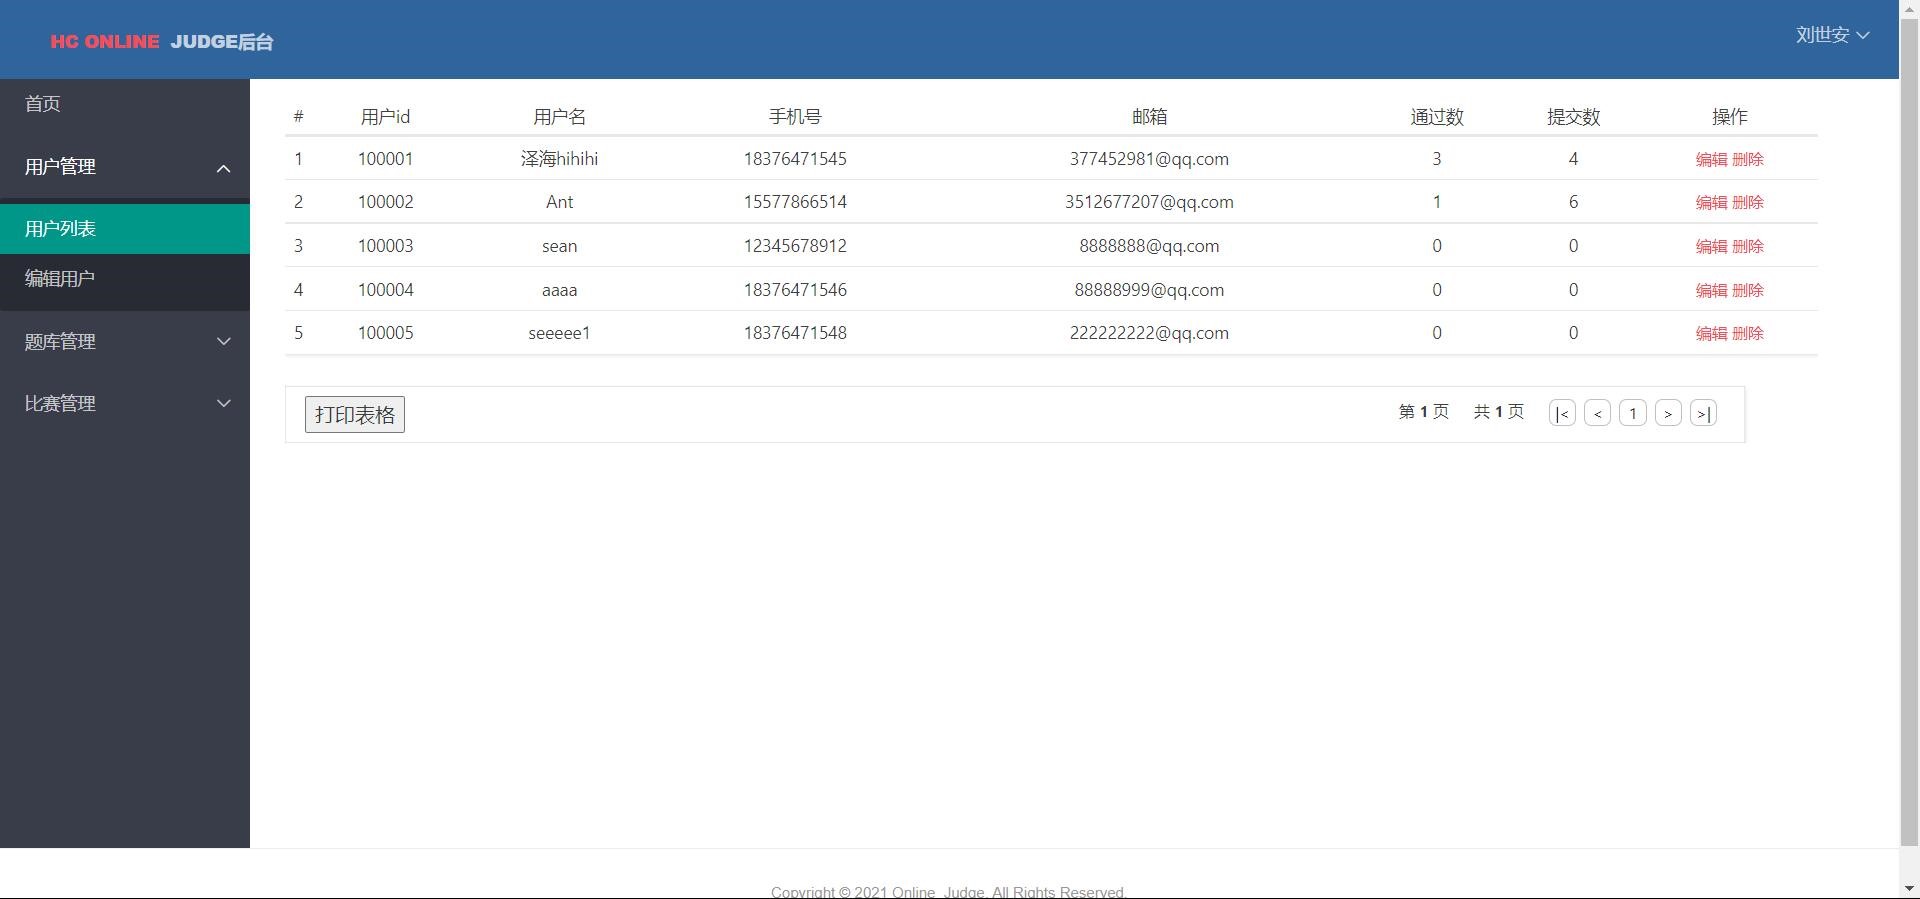 HC ONLINE JUDGE后台
刘世安
首页
用户管理
用户列表
编辑用户
题库管理
比赛管理
# 用户id 用户名 手机号 邮箱 通过数 提交数 操作
1 100001 泽海hihihi 18376471545 377452981@qq.com 3 4 编辑 删除
2 100002 Ant 15577866514 3512677207@qq.com 1 6 编辑 删除
3 100003 sean 12345678912 8888888@qq.com 0 0 编辑 删除
4 100004 aaaa 18376471546 88888999@qq.com 0 0 编辑 删除
5 100005 seeeee1 18376471548 222222222@qq.com 0 0 编辑 删除
打印表格 第 1 页 共 1 页 |< < 1 > >|
Copyright © 2021 Online Judge. All Rights Reserved.